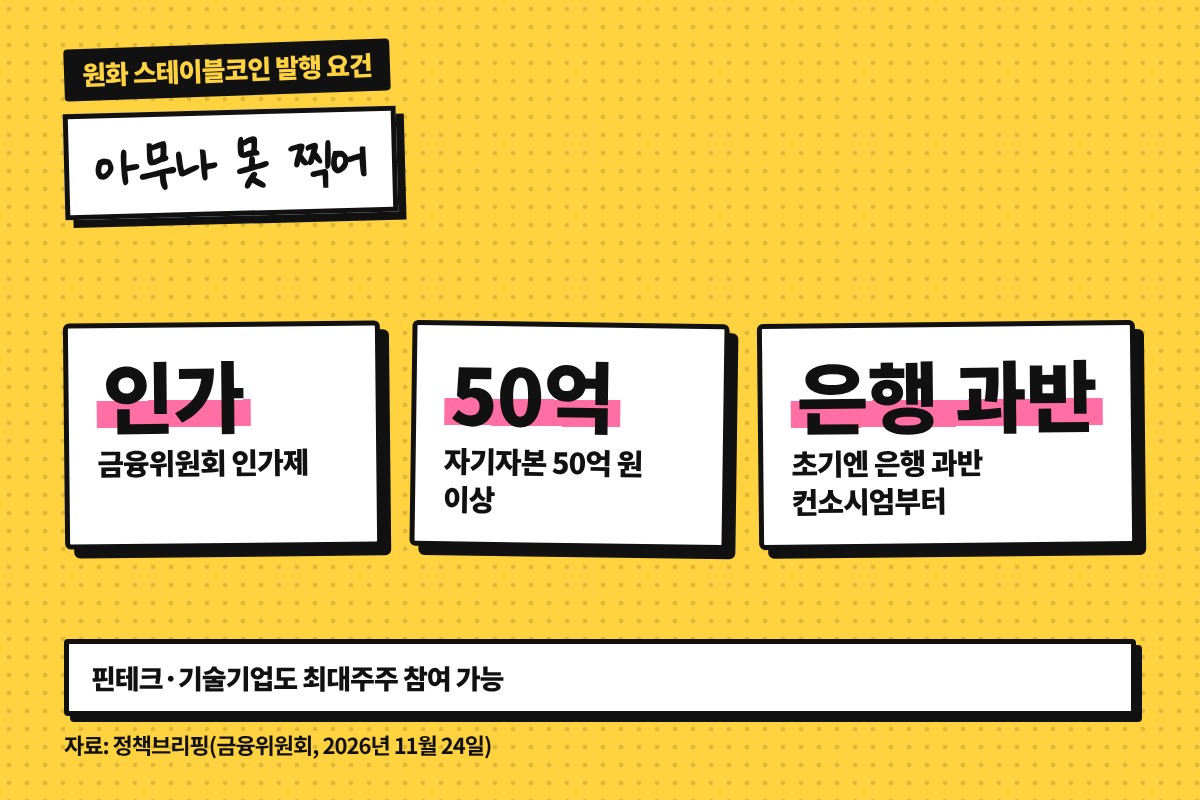 원화 스테이블코인 발행 요건
아무나 못 찍어
인가
금융위원회 인가제
50억
자기자본 50억 원
이상
은행 과반
초기엔 은행 과반
컨소시엄부터
핀테크·기술기업도 최대주주 참여 가능
자료: 정책브리핑(금융위원회, 2026년 11월 24일)